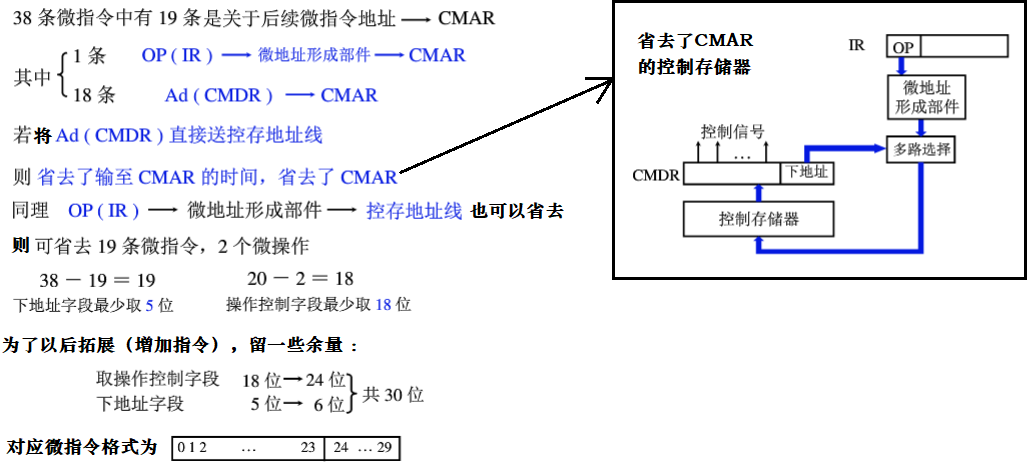 38 条微指令中有 19 条是关于后续微指令地址 → CMAR
其中
1 条 OP ( IR ) → 微地址形成部件 → CMAR
18 条 Ad ( CMDR ) → CMAR
若将 Ad ( CMDR ) 直接送控存地址线
则 省去了输至 CMAR 的时间，省去了 CMAR
同理 OP ( IR ) → 微地址形成部件 → 控存地址线 也可以省去
则 可省去 19 条微指令，2 个微操作
38 － 19 ＝ 19 20 － 2 ＝ 18
下地址字段最少取 5 位 操作控制字段最少取 18 位
为了以后拓展（增加指令），留一些余量：
取操作控制字段 18 位→ 24 位
下地址字段 5 位→ 6 位
共 30 位
对应微指令格式为 0 1 2 … 23 24 … 29
省去了CMAR
的控制存储器
IR OP
微地址
形成部件
控制信号
…
多路选择
CMDR 下地址
控制存储器